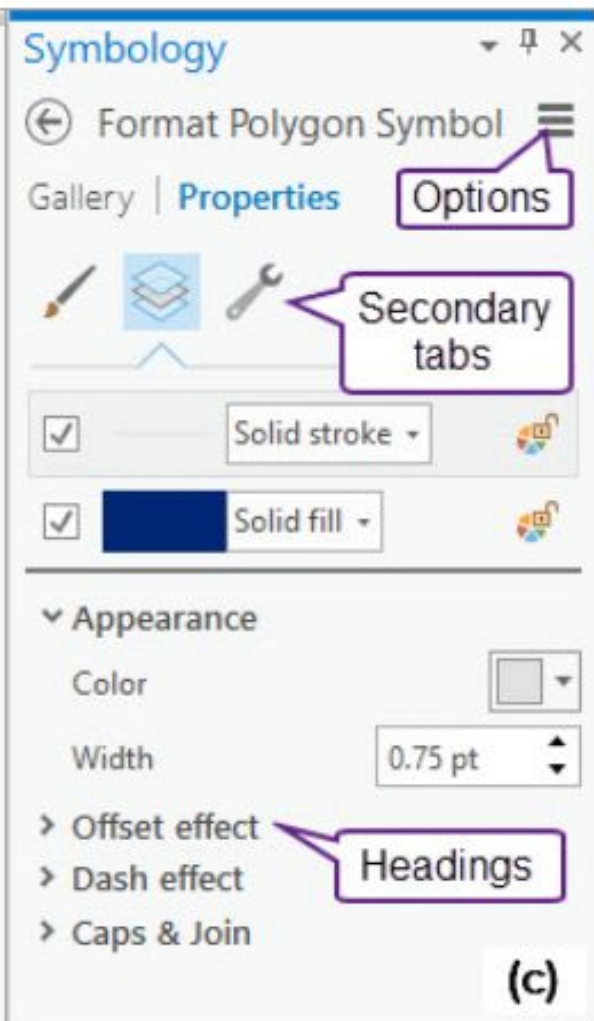 Symbology
Format Polygon Symbol
Gallery | Properties
Options
Secondary
tabs
Solid stroke
Solid fill
Appearance
Color
Width 0.75 pt
Offset effect
Headings
Dash effect
Caps & Join
(c)